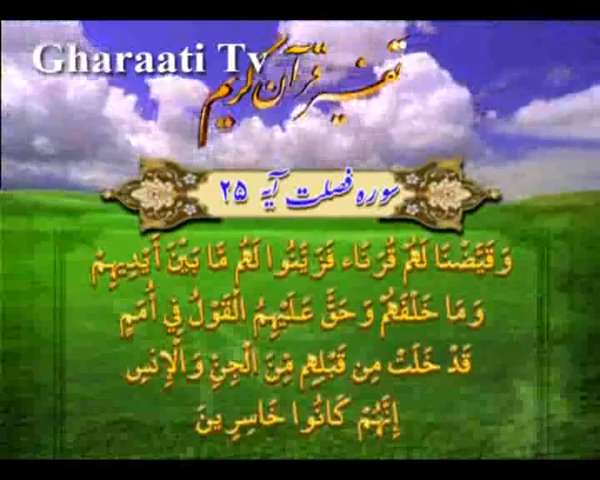 Gharaati Tv
تفسیر قرآن کریم
سوره فصلت آیه ۲۵
وَقَيَّضْنَا لَهُمْ قُرَنَاء فَزَيَّنُوا لَهُم مَّا بَيْنَ أَيْدِيهِمْ
وَمَا خَلْفَهُمْ وَحَقَّ عَلَيْهِمُ الْقَوْلُ فِي أُمَمٍ
قَدْ خَلَتْ مِن قَبْلِهِم مِّنَ الْجِنِّ وَالْإِنسِ
إِنَّهُمْ كَانُوا خَاسِرِينَ